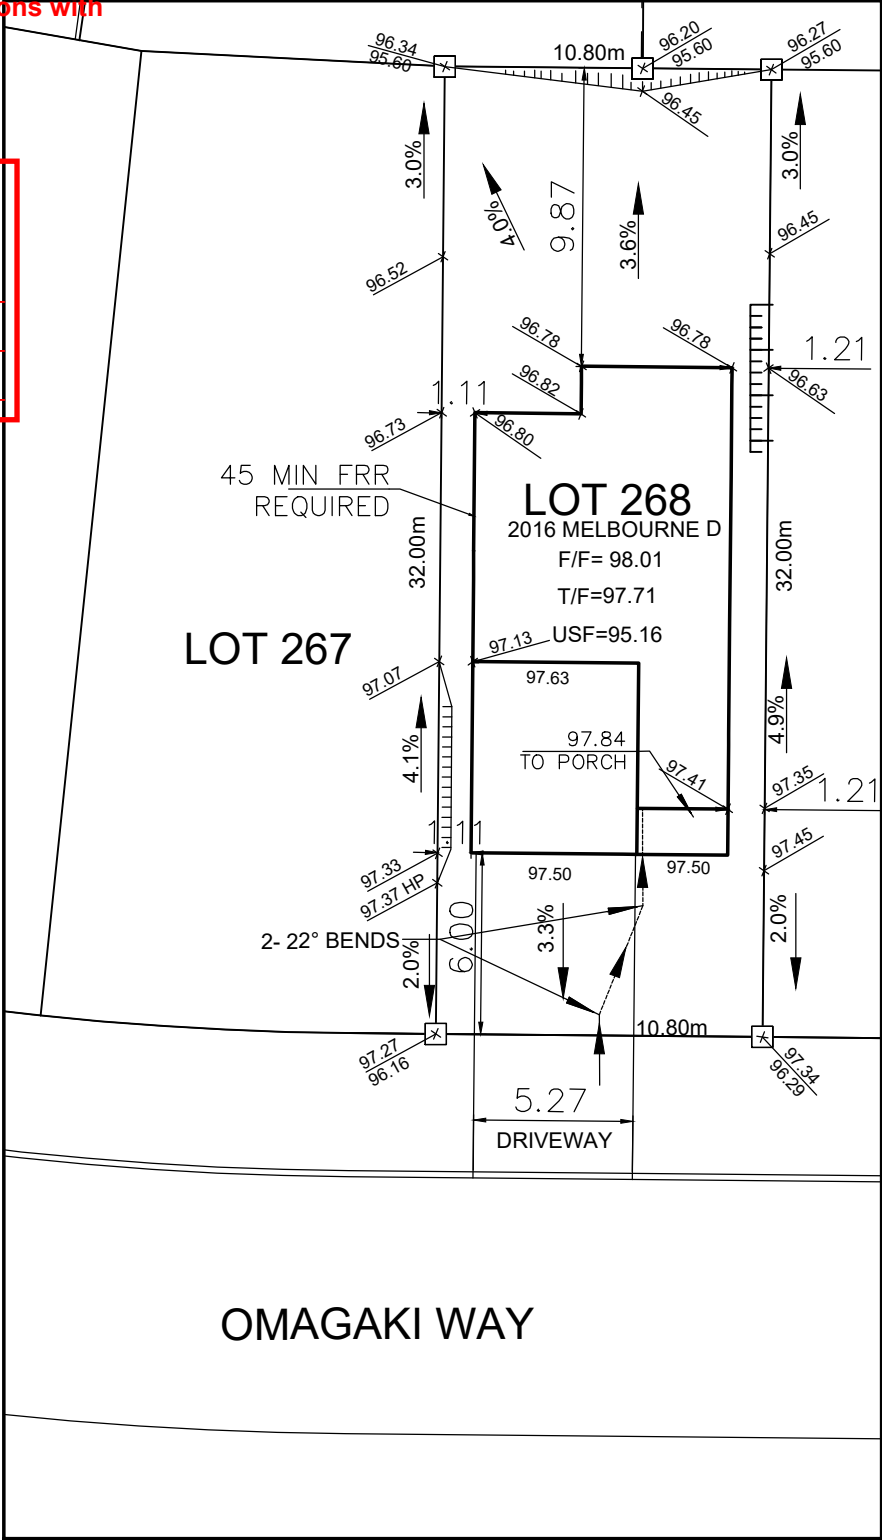 ons with
96.34
95.60
10.80m
96.20
95.60
96.27
95.60
96.45
3.0%
4.0%
9.87
3.6%
3.0%
96.45
96.52
96.78
96.78
1.21
96.63
1.11
96.82
96.73
96.80
45 MIN FRR
REQUIRED
LOT 268
2016 MELBOURNE D
F/F= 98.01
T/F=97.71
USF=95.16
32.00m
32.00m
LOT 267
97.13
97.07
97.63
4.1%
97.84
TO PORCH
97.41
4.9%
97.35
1.21
1.11
97.33
97.37 HP
97.50
97.50
97.45
2- 22° BENDS
2.0%
6.00
3.3%
2.0%
10.80m
97.27
96.16
97.34
96.29
5.27
DRIVEWAY
OMAGAKI WAY